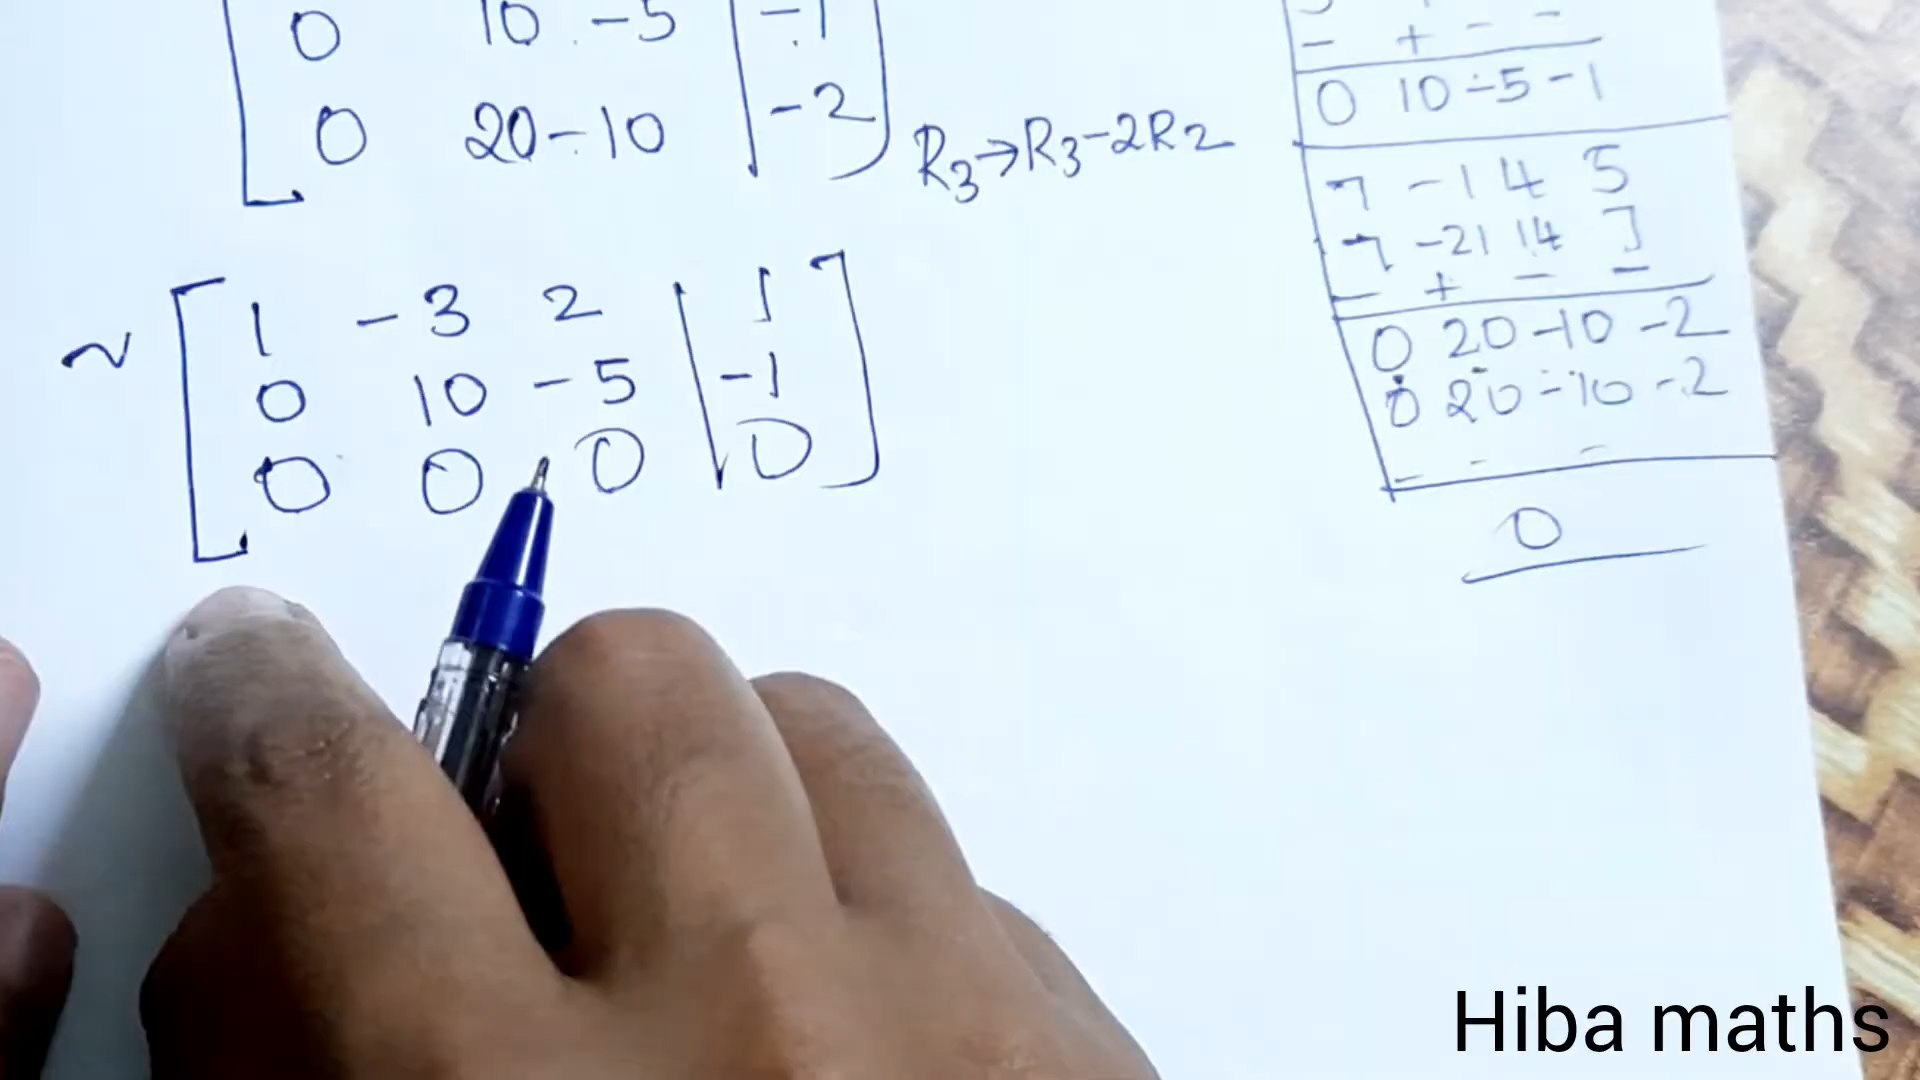 0 10 -5 | -1
0 20 -10 | -2
R3→R3-2R2
~ 1 -3 2 | 1
0 10 -5 | -1
0 0 0 | 0
- + - -
0 10 -5 -1
7 -1 4 5
7 -21 14 7
- + - -
0 20 -10 -2
0 20 -10 -2
- - -
0
Hiba maths